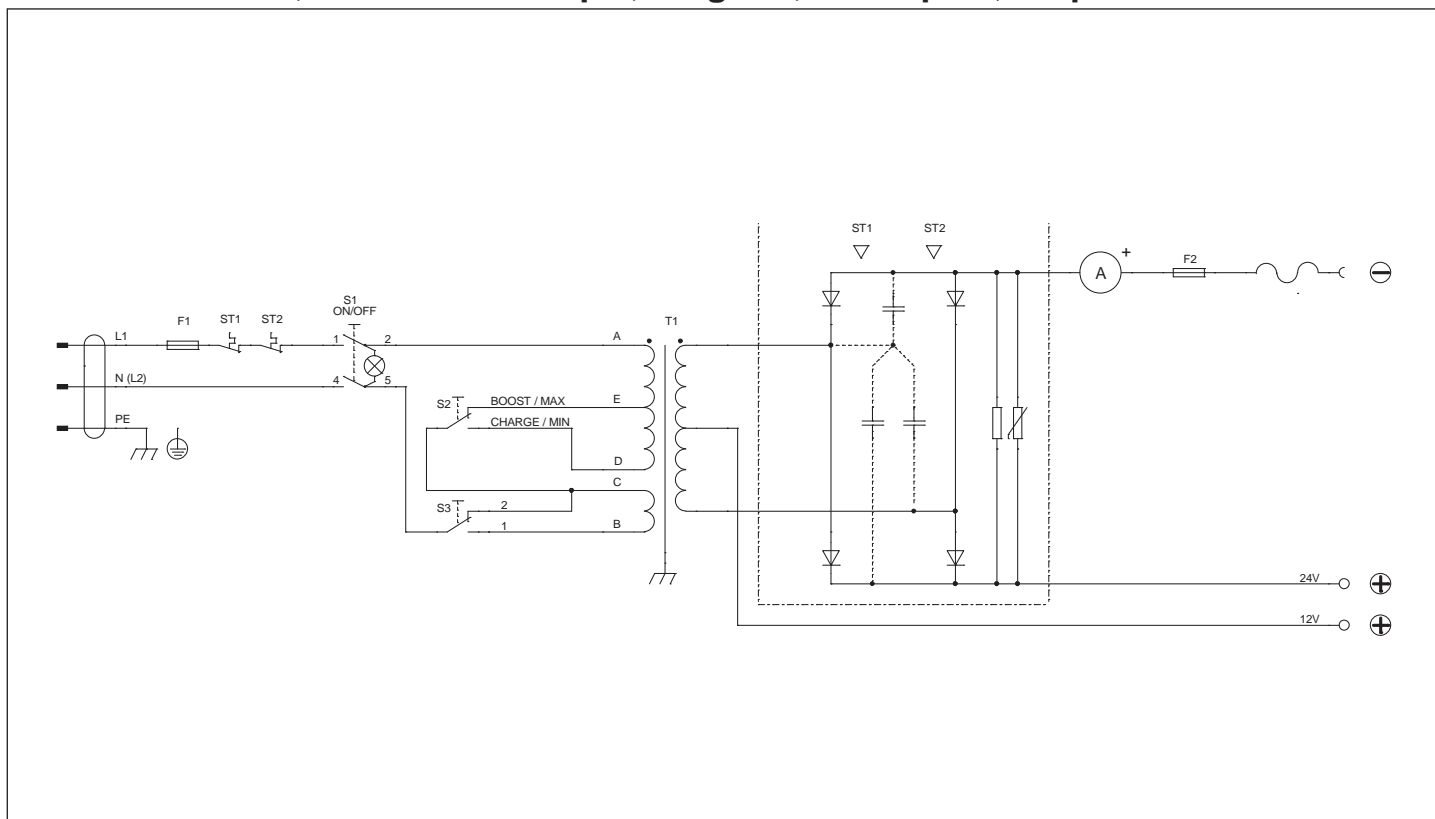 ST1 ST2
A + F2
S1
ON/OFF
F1 ST1 ST2 T1
L1 1 2 A
N (L2) 4 5
S2 BOOST / MAX E
CHARGE / MIN
PE
D
C
S3 2
1 B
24V
12V